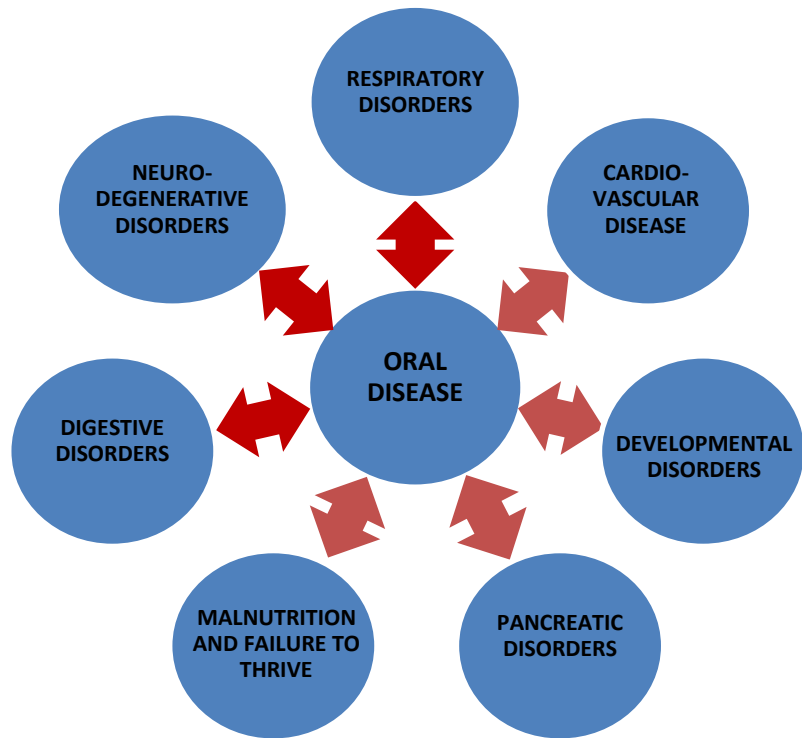 RESPIRATORY
DISORDERS
CARDIO-
VASCULAR
DISEASE
NEURO-
DEGENERATIVE
DISORDERS
ORAL
DISEASE
DIGESTIVE
DISORDERS
DEVELOPMENTAL
DISORDERS
MALNUTRITION
AND FAILURE TO
THRIVE
PANCREATIC
DISORDERS